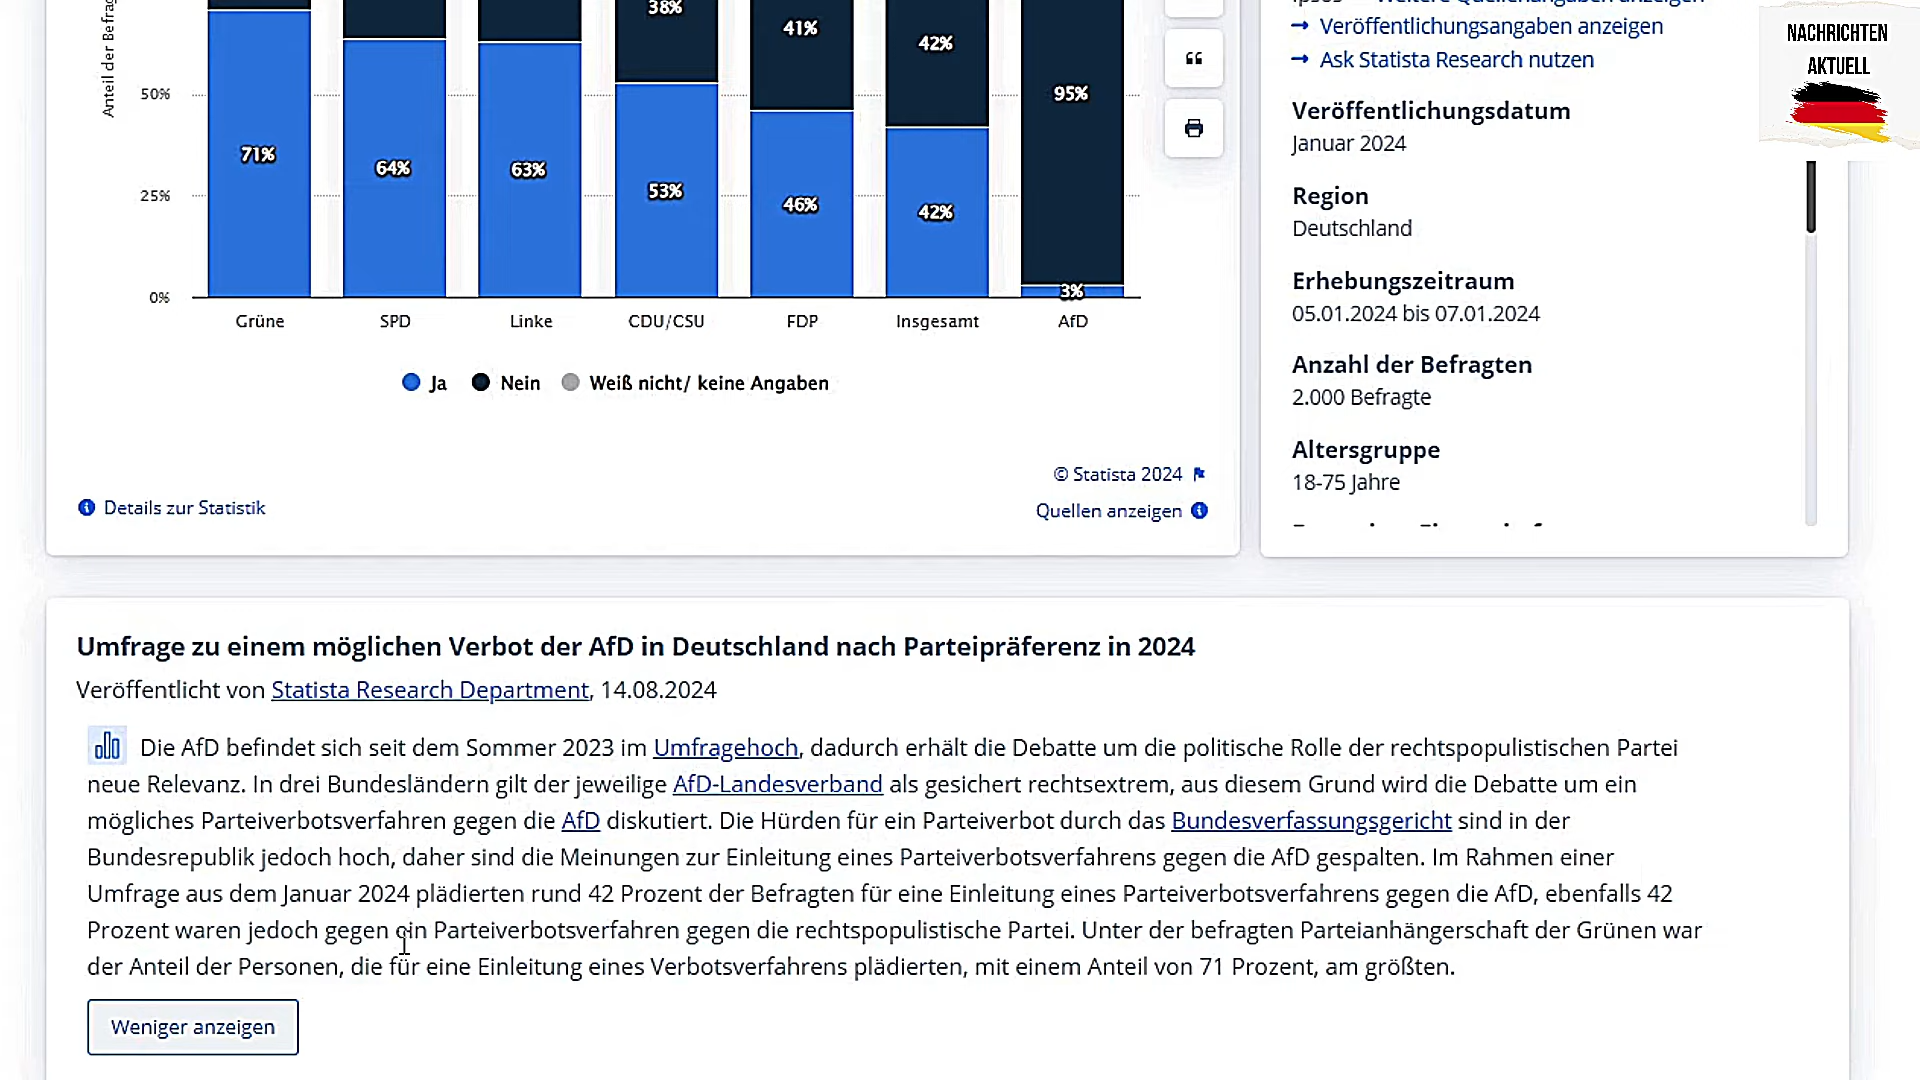 38%
41%
42%
95%
Anteil der Befrag
50%
25%
0%
71%
64%
63%
53%
46%
42%
3%
Grüne
SPD
Linke
CDU/CSU
FDP
Insgesamt
AfD
Ja
Nein
Weiß nicht/ keine Angaben
© Statista 2024
Details zur Statistik
Quellen anzeigen
Ipsos → Weitere Quellenangaben anzeigen
→ Veröffentlichungsangaben anzeigen
→ Ask Statista Research nutzen
Veröffentlichungsdatum
Januar 2024
Region
Deutschland
Erhebungszeitraum
05.01.2024 bis 07.01.2024
Anzahl der Befragten
2.000 Befragte
Altersgruppe
18-75 Jahre
NACHRICHTEN
AKTUELL
Umfrage zu einem möglichen Verbot der AfD in Deutschland nach Parteipräferenz in 2024
Veröffentlicht von Statista Research Department, 14.08.2024
Die AfD befindet sich seit dem Sommer 2023 im Umfragehoch, dadurch erhält die Debatte um die politische Rolle der rechtspopulistischen Partei
neue Relevanz. In drei Bundesländern gilt der jeweilige AfD-Landesverband als gesichert rechtsextrem, aus diesem Grund wird die Debatte um ein
mögliches Parteiverbotsverfahren gegen die AfD diskutiert. Die Hürden für ein Parteiverbot durch das Bundesverfassungsgericht sind in der
Bundesrepublik jedoch hoch, daher sind die Meinungen zur Einleitung eines Parteiverbotsverfahrens gegen die AfD gespalten. Im Rahmen einer
Umfrage aus dem Januar 2024 plädierten rund 42 Prozent der Befragten für eine Einleitung eines Parteiverbotsverfahrens gegen die AfD, ebenfalls 42
Prozent waren jedoch gegen ein Parteiverbotsverfahren gegen die rechtspopulistische Partei. Unter der befragten Parteianhängerschaft der Grünen war
der Anteil der Personen, die für eine Einleitung eines Verbotsverfahrens plädierten, mit einem Anteil von 71 Prozent, am größten.
Weniger anzeigen